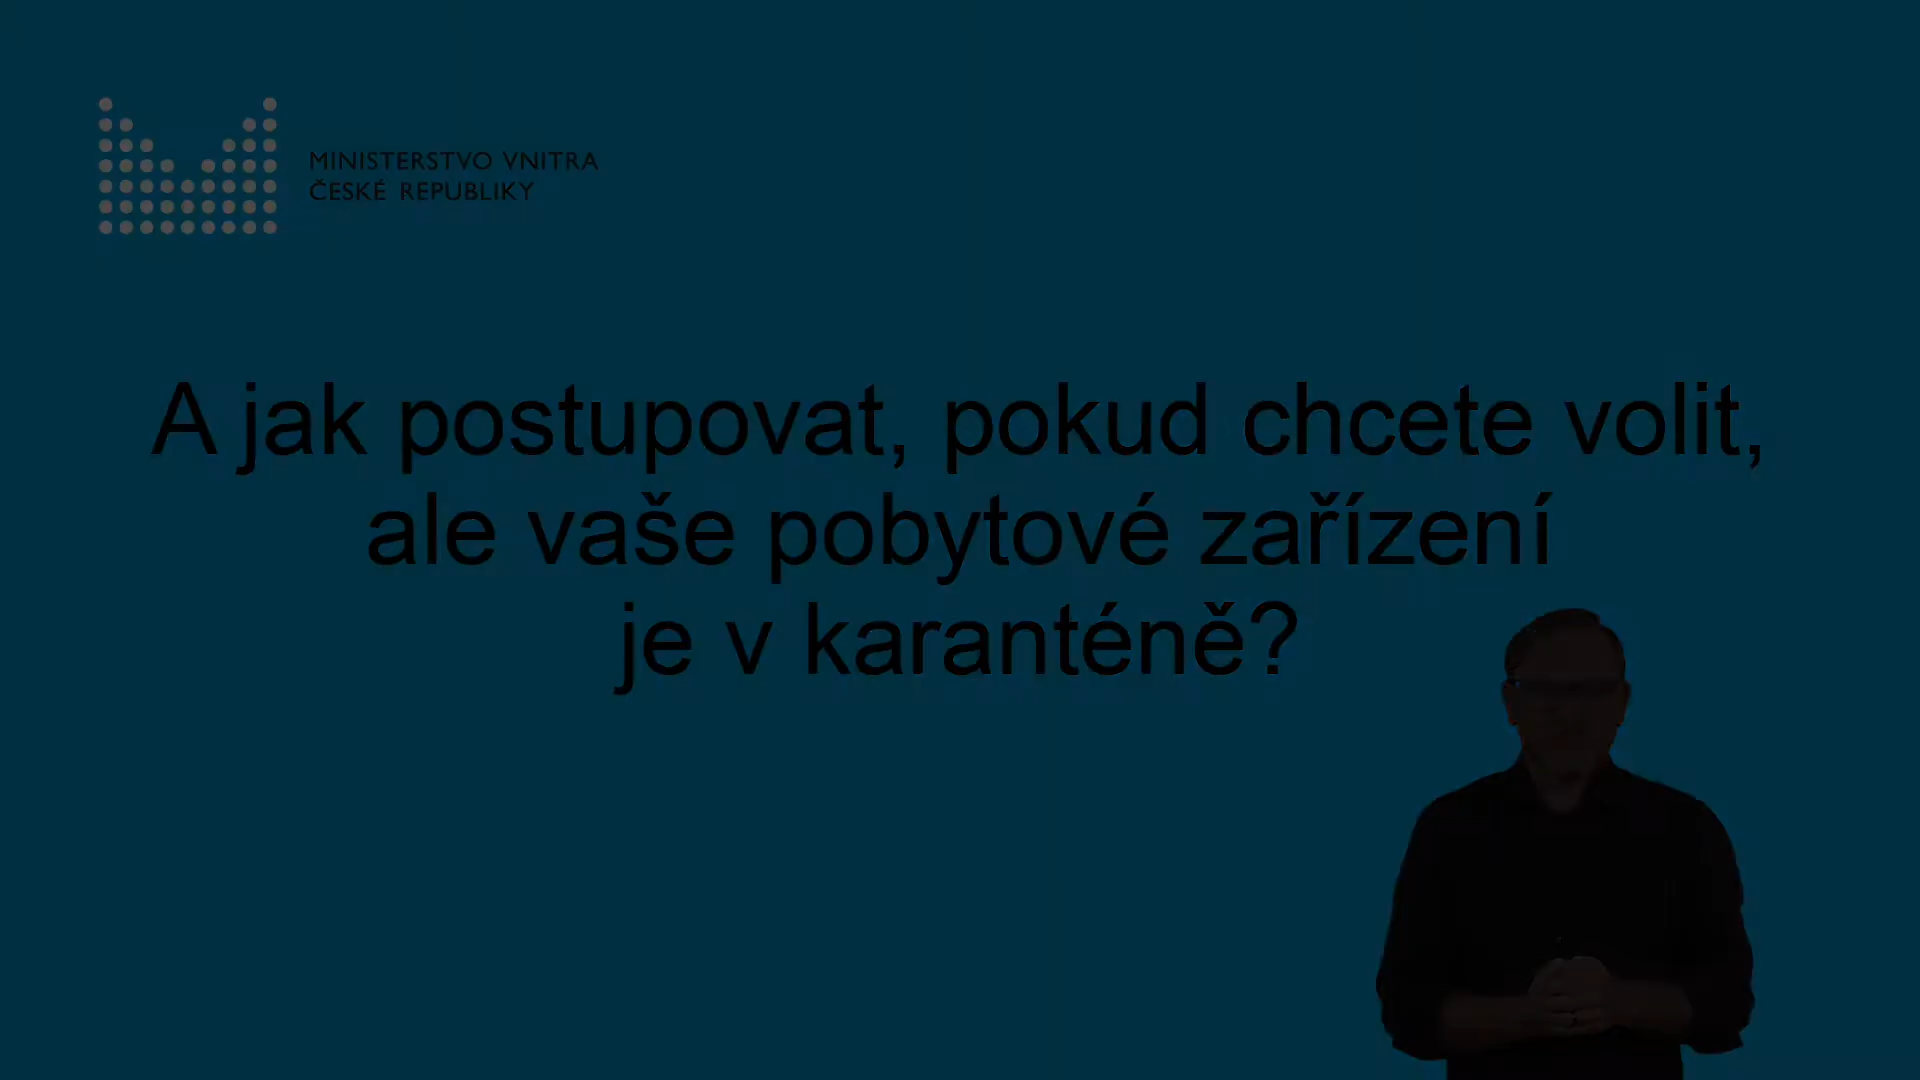 MINISTERSTVO VNITRA
ČESKÉ REPUBLIKY
A jak postupovat, pokud chcete volit,
ale vaše pobytové zařízení
je v karanténě?